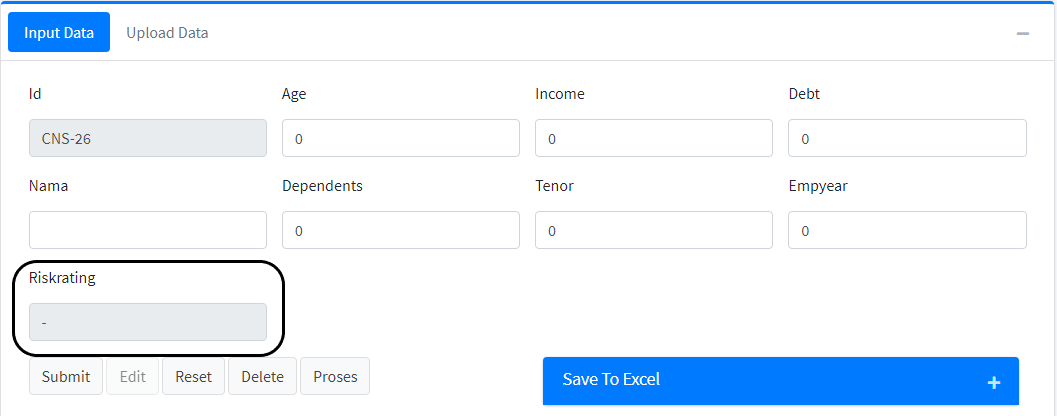 Input Data Upload Data
Id Age Income Debt
CNS-26 0 0 0
Nama Dependents Tenor Empyear
0 0 0
Riskrating
-
Submit Edit Reset Delete Proses Save To Excel +